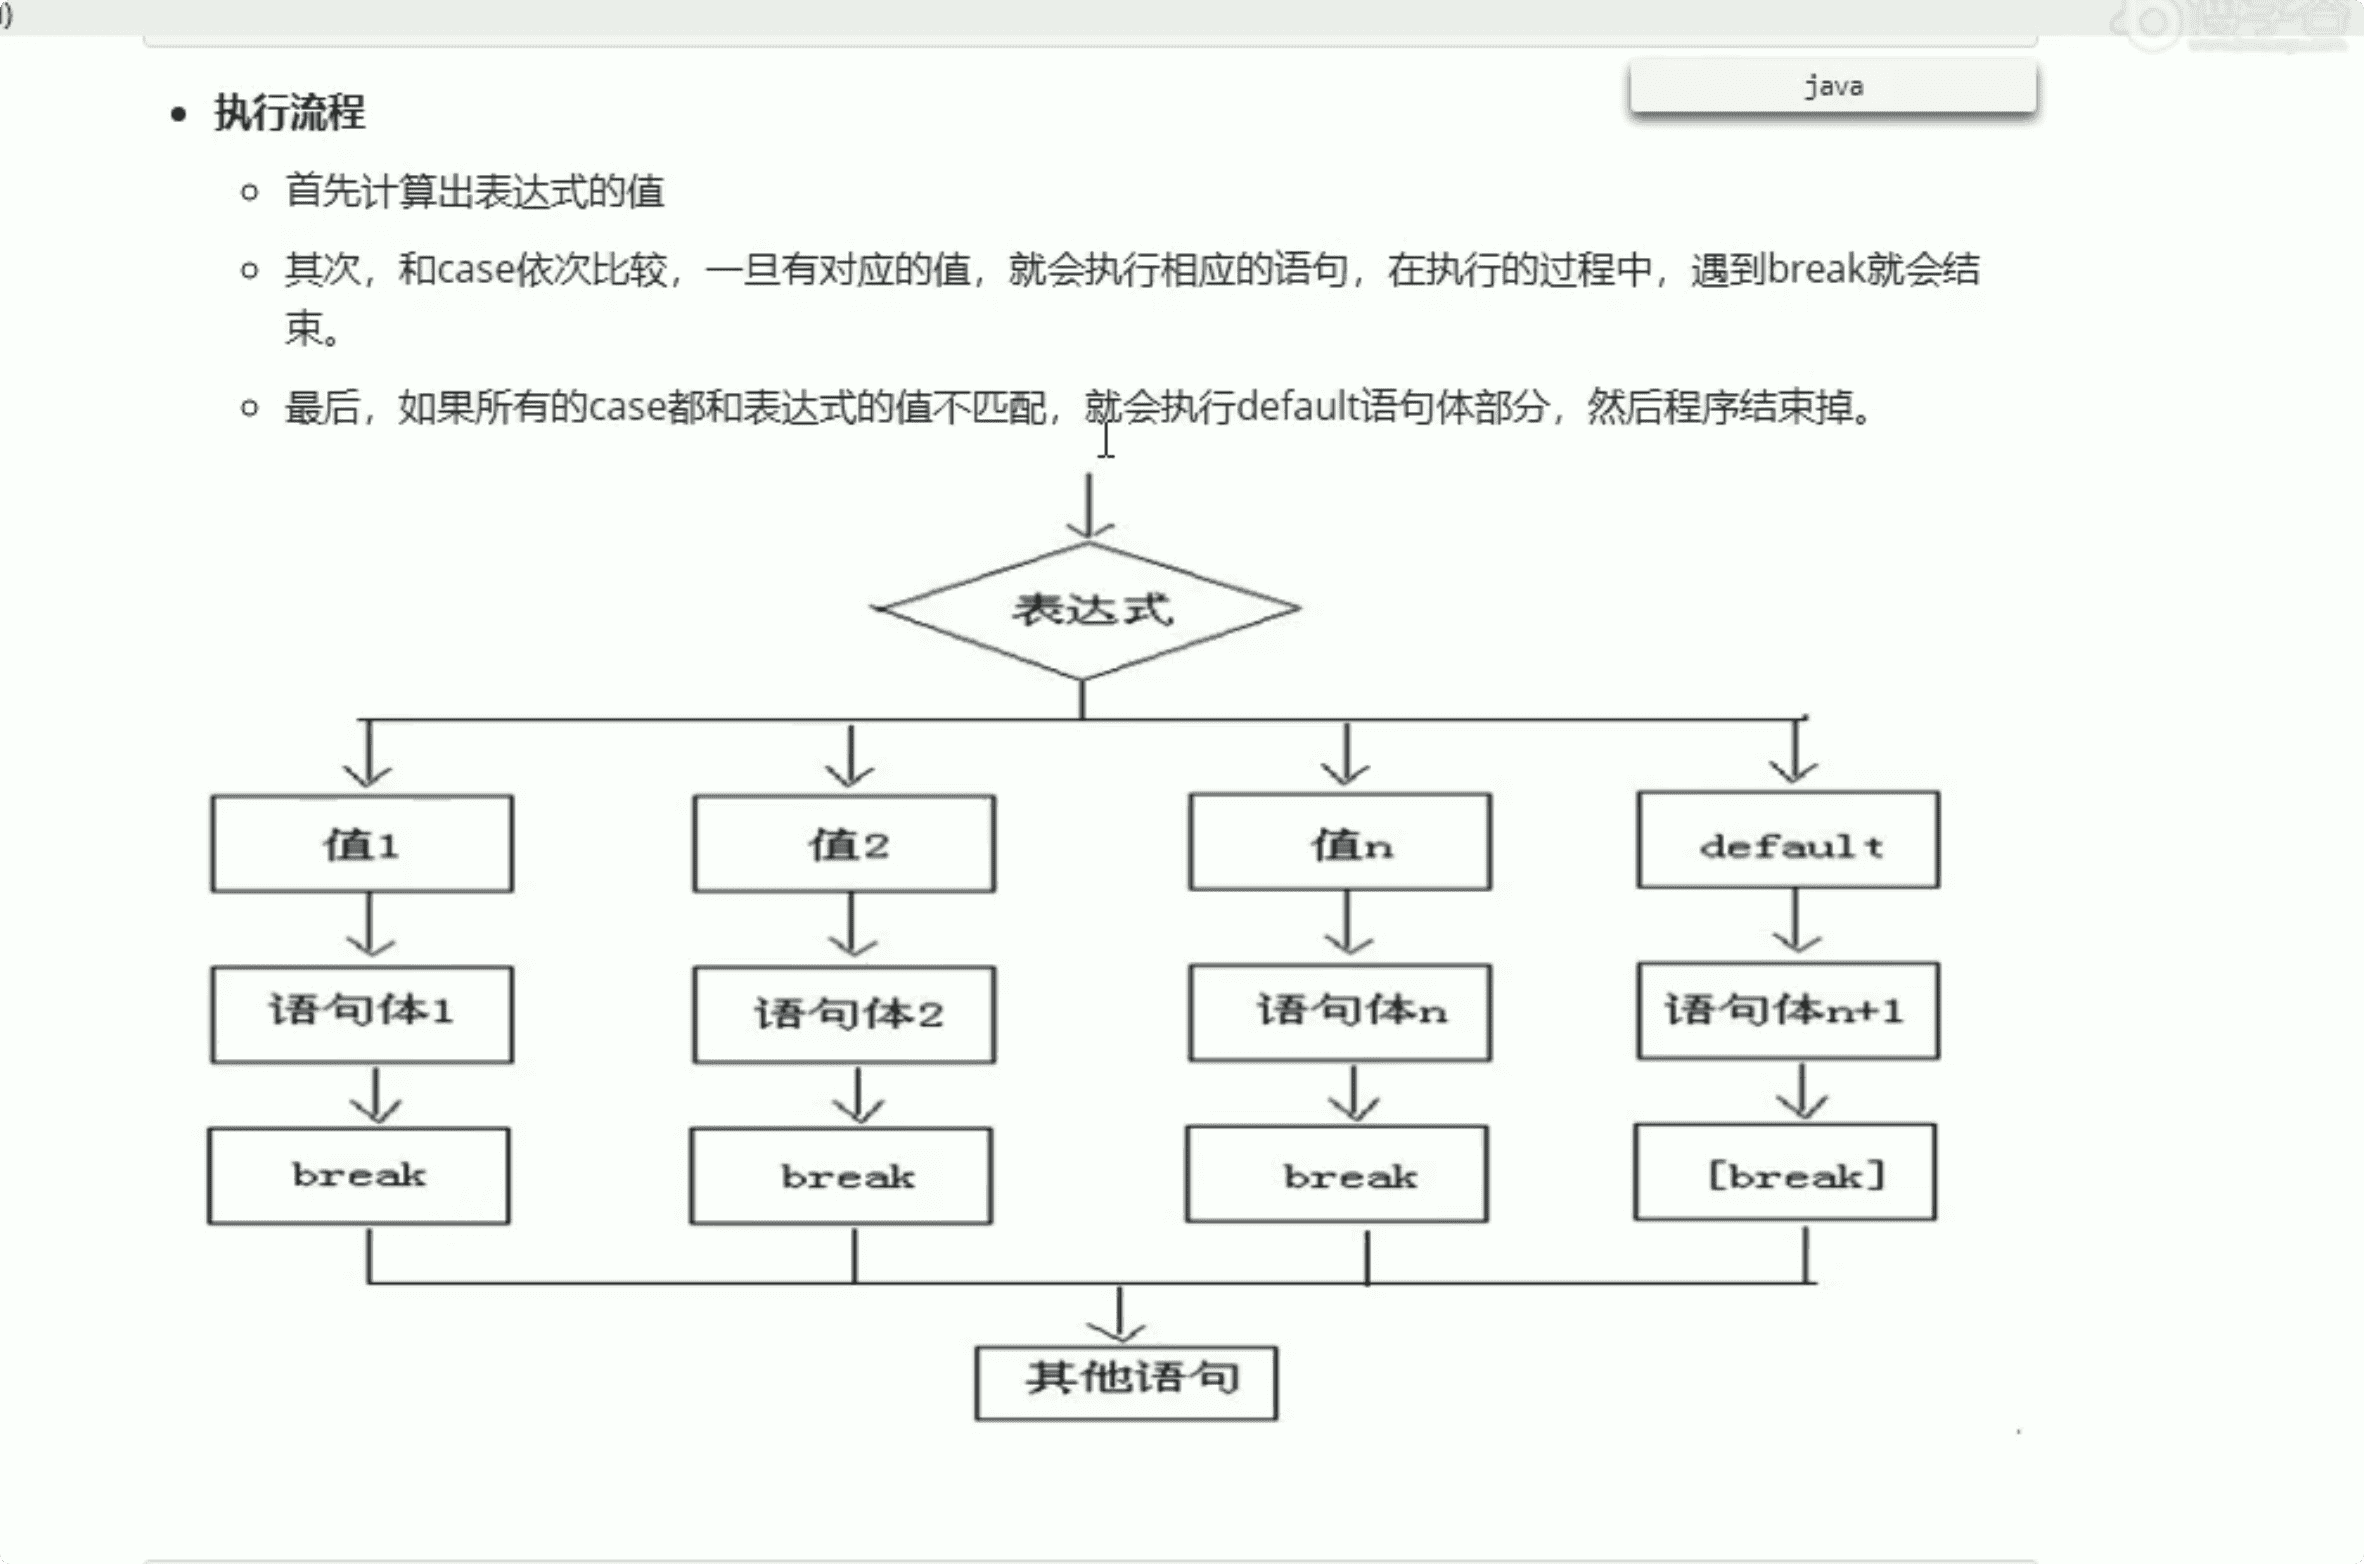 java
执行流程
首先计算出表达式的值
其次，和case依次比较，一旦有对应的值，就会执行相应的语句，在执行的过程中，遇到break就会结
束。
最后，如果所有的case都和表达式的值不匹配，就会执行default语句体部分，然后程序结束掉。
表达式
值1 值2 值n default
语句体1 语句体2 语句体n 语句体n+1
break break break [break]
其他语句